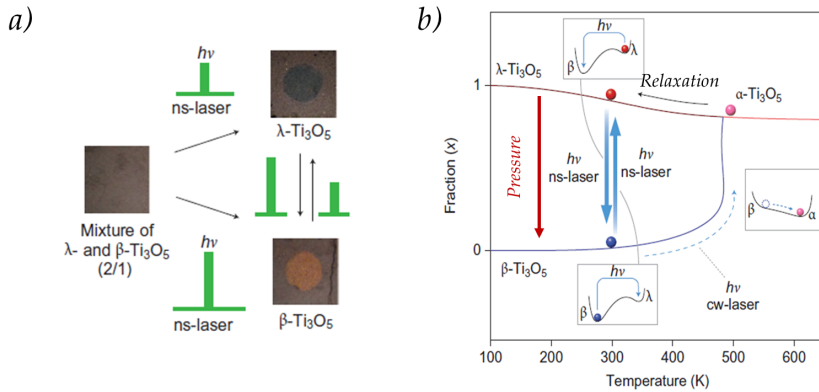 a)
hν
ns-laser
λ-Ti₃O₅
Mixture of
λ- and β-Ti₃O₅
(2/1)
hν
ns-laser
β-Ti₃O₅
b)
Fraction (x)
1
0
λ-Ti₃O₅
hν
β
λ
Relaxation
α-Ti₃O₅
Pressure
hν
ns-laser
hν
ns-laser
β
α
β-Ti₃O₅
hν
β
λ
hν
cw-laser
100
200
300
400
500
600
Temperature (K)